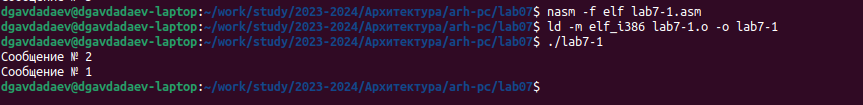 dgavdadaev@dgavdadaev-laptop:~/work/study/2023-2024/Архитектура/arh-pc/lab07$ nasm -f elf lab7-1.asm
dgavdadaev@dgavdadaev-laptop:~/work/study/2023-2024/Архитектура/arh-pc/lab07$ ld -m elf_i386 lab7-1.o -o lab7-1
dgavdadaev@dgavdadaev-laptop:~/work/study/2023-2024/Архитектура/arh-pc/lab07$ ./lab7-1
Сообщение № 2
Сообщение № 1
dgavdadaev@dgavdadaev-laptop:~/work/study/2023-2024/Архитектура/arh-pc/lab07$